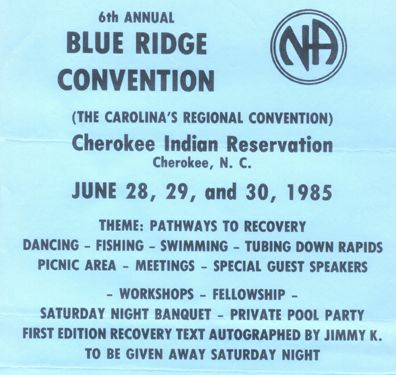 6th ANNUAL
BLUE RIDGE
CONVENTION
NA
(THE CAROLINA'S REGIONAL CONVENTION)
Cherokee Indian Reservation
Cherokee, N. C.
JUNE 28, 29, and 30, 1985
THEME: PATHWAYS TO RECOVERY
DANCING – FISHING – SWIMMING – TUBING DOWN RAPIDS
PICNIC AREA – MEETINGS – SPECIAL GUEST SPEAKERS
– WORKSHOPS – FELLOWSHIP –
SATURDAY NIGHT BANQUET – PRIVATE POOL PARTY
FIRST EDITION RECOVERY TEXT AUTOGRAPHED BY JIMMY K.
TO BE GIVEN AWAY SATURDAY NIGHT